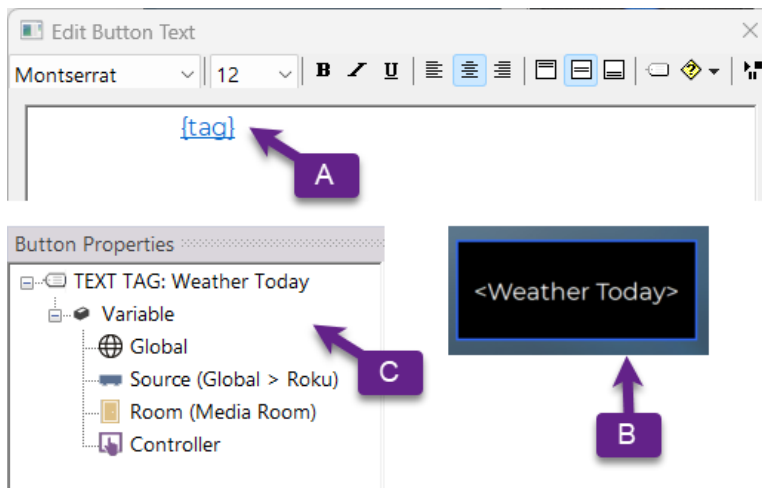 Edit Button Text
Montserrat 12 B I U
{tag}
A
Button Properties
TEXT TAG: Weather Today
Variable
Global
Source (Global > Roku)
Room (Media Room)
Controller
C
<Weather Today>
B